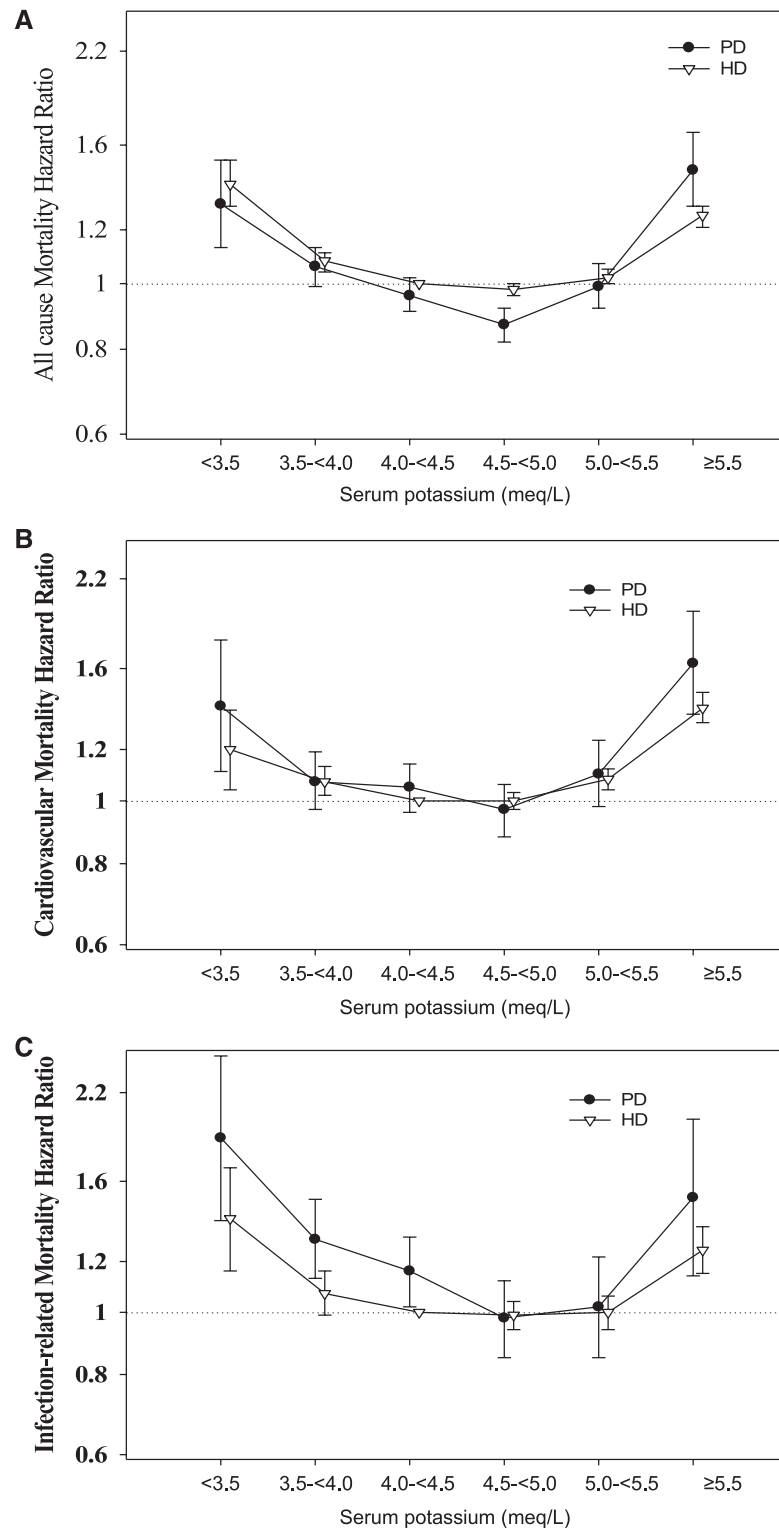 A
All cause Mortality Hazard Ratio
2.2
1.6
1.2
1
0.8
0.6
PD
HD
<3.5 3.5-<4.0 4.0-<4.5 4.5-<5.0 5.0-<5.5 ≥5.5
Serum potassium (meq/L)
B
Cardiovascular Mortality Hazard Ratio
2.2
1.6
1.2
1
0.8
0.6
PD
HD
<3.5 3.5-<4.0 4.0-<4.5 4.5-<5.0 5.0-<5.5 ≥5.5
Serum potassium (meq/L)
C
Infection-related Mortality Hazard Ratio
2.2
1.6
1.2
1
0.8
0.6
PD
HD
<3.5 3.5-<4.0 4.0-<4.5 4.5-<5.0 5.0-<5.5 ≥5.5
Serum potassium (meq/L)